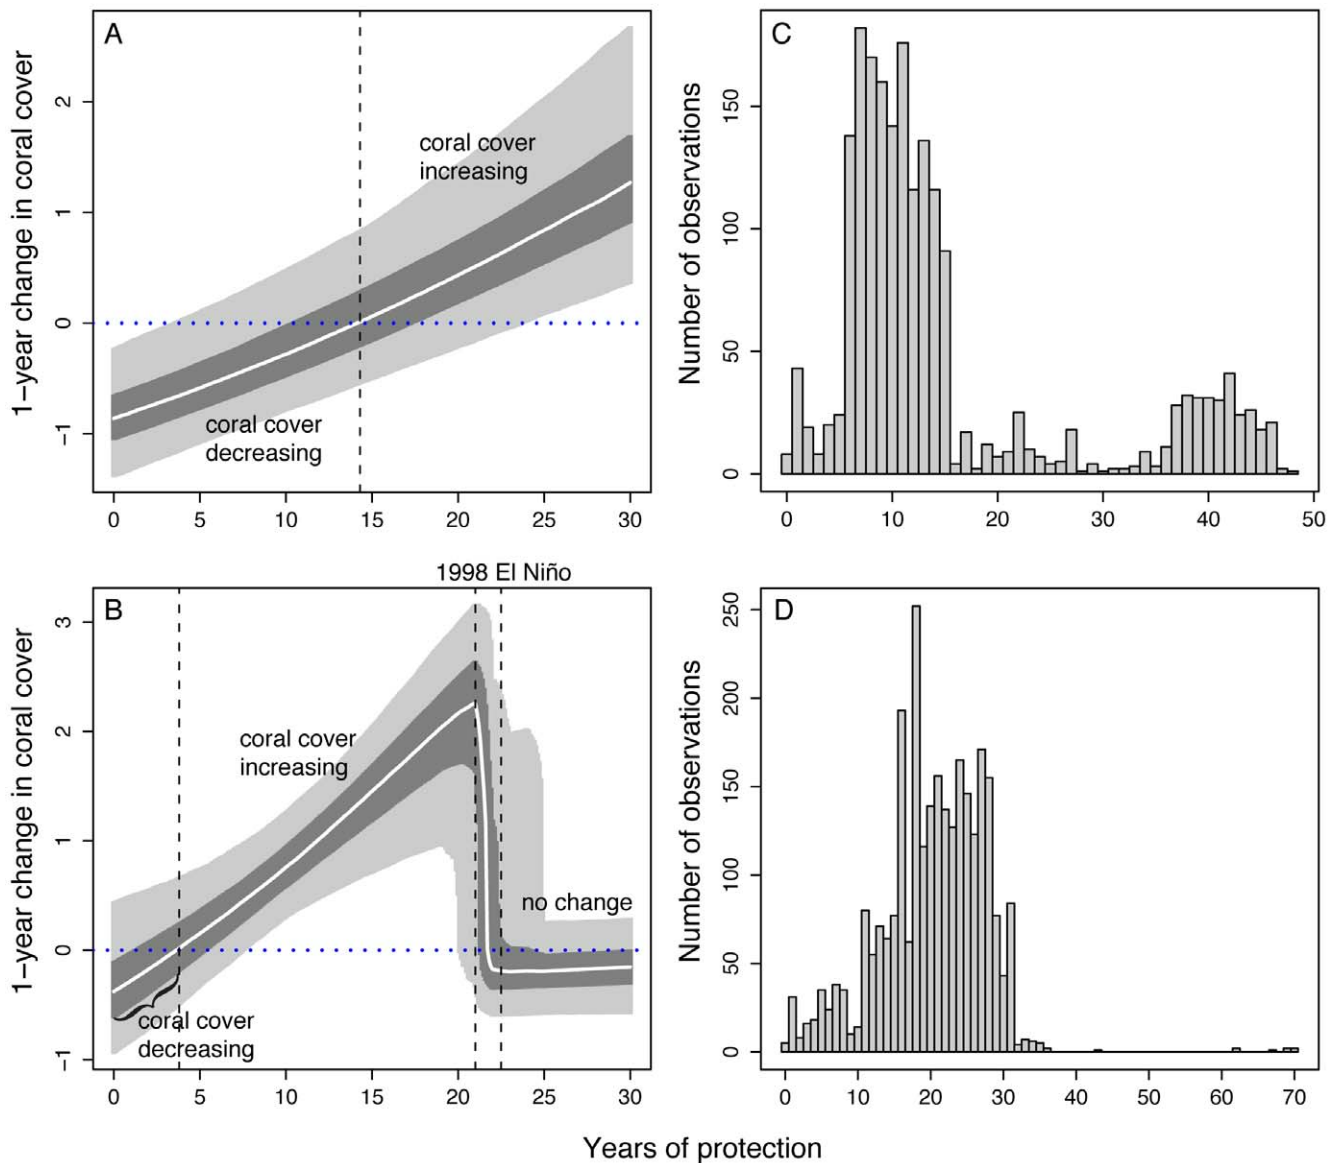 A
1−year change in coral cover
2
1
0
−1
coral cover
increasing
coral cover
decreasing
0 5 10 15 20 25 30
C
Number of observations
150
100
50
0
0 10 20 30 40 50
1998 El Niño
B
1−year change in coral cover
3
2
1
0
−1
coral cover
increasing
no change
coral cover
decreasing
0 5 10 15 20 25 30
D
Number of observations
250
200
150
100
50
0
0 10 20 30 40 50 60 70
Years of protection